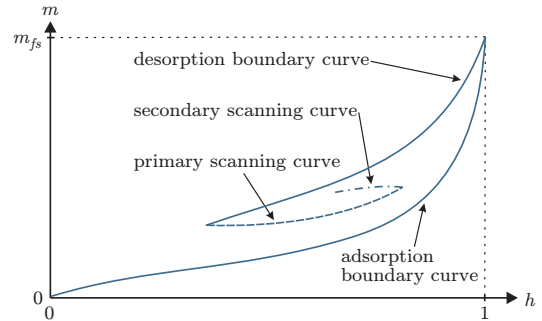 m
m_fs
desorption boundary curve
secondary scanning curve
primary scanning curve
adsorption
boundary curve
0
h
0
1